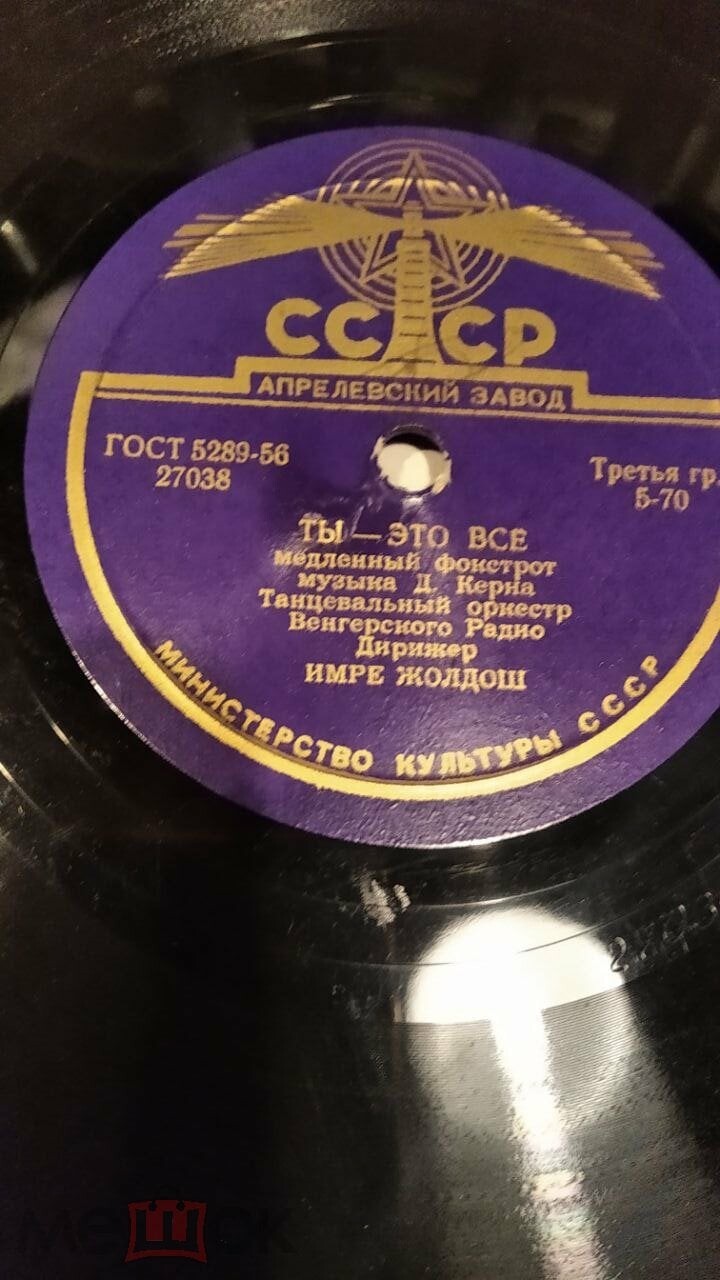 СССР
АПРЕЛЕВСКИЙ ЗАВОД
ГОСТ 5289-56
27038
Третья гр.
5-70
ТЫ — ЭТО ВСЕ
медленный фокстрот
музыка Д. Керна
Танцевальный оркестр
Венгерского Радио
Дирижер
ИМРЕ ЖОЛДОШ
МИНИСТЕРСТВО КУЛЬТУРЫ СССР
мешок